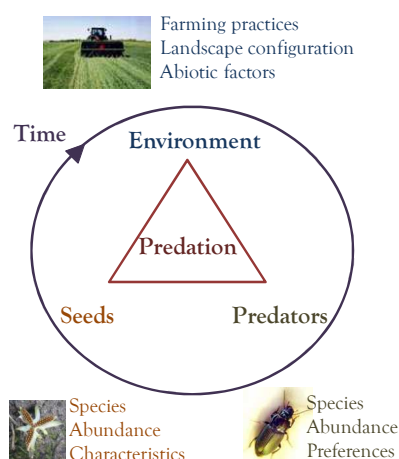 Farming practices
Landscape configuration
Abiotic factors
Time
Environment
Predation
Seeds
Predators
Species
Abundance
Characteristics
Species
Abundance
Preferences